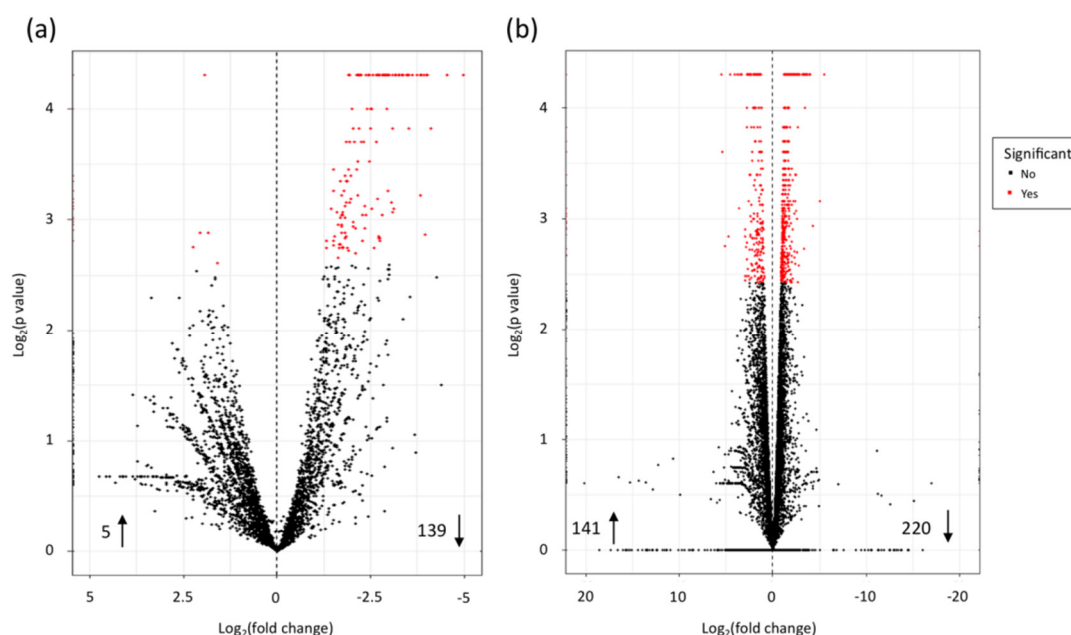 (a)
(b)
4
3
2
1
0
Log2(p value)
5
2.5
0
-2.5
-5
Log2(fold change)
5
139
4
3
2
1
0
Log2(p value)
20
10
0
-10
-20
Log2(fold change)
141
220
Significant
No
Yes